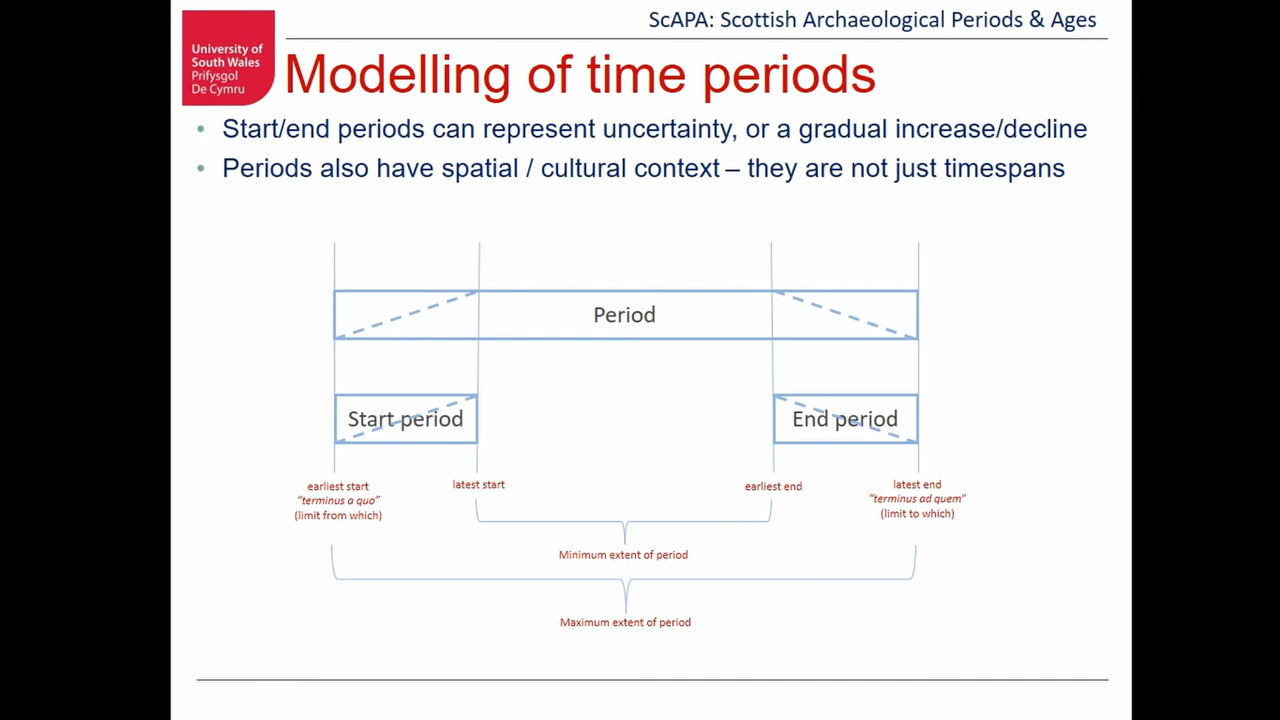 ScAPA: Scottish Archaeological Periods & Ages
University of
South Wales
Prifysgol
De Cymru
Modelling of time periods
• Start/end periods can represent uncertainty, or a gradual increase/decline
• Periods also have spatial / cultural context – they are not just timespans
Period
Start period
End period
earliest start
"terminus a quo"
(limit from which)
latest start
earliest end
latest end
"terminus ad quem"
(limit to which)
Minimum extent of period
Maximum extent of period